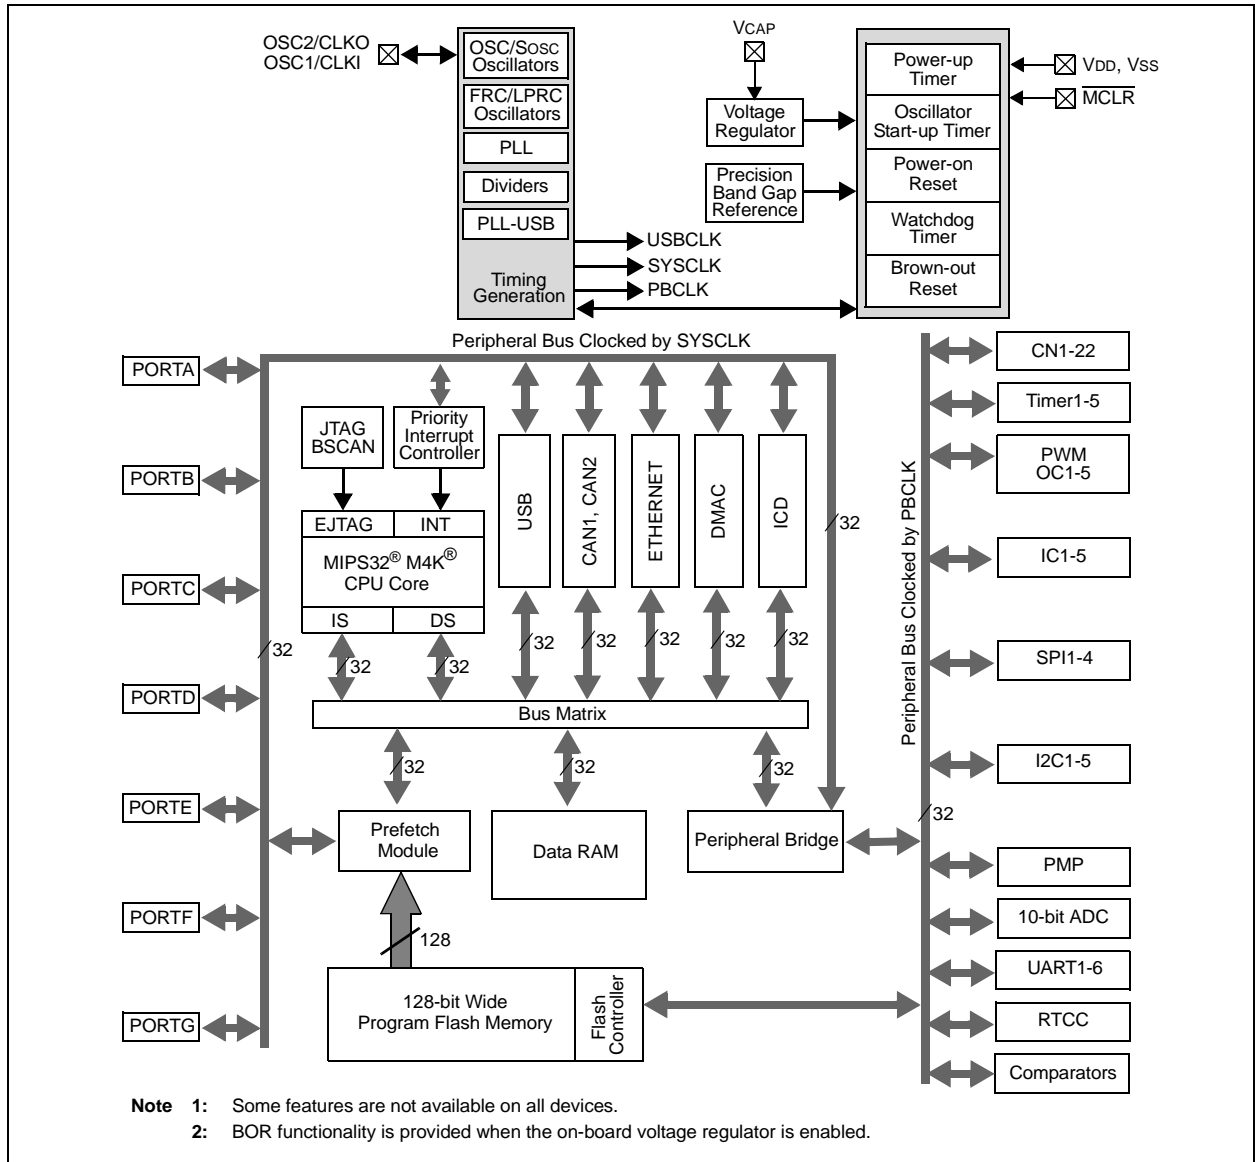 OSC2/CLKO
OSC1/CLKI
OSC/SOSC
Oscillators
FRC/LPRC
Oscillators
PLL
Dividers
PLL-USB
Timing
Generation
USBCLK
SYSCLK
PBCLK
VCAP
Voltage
Regulator
Precision
Band Gap
Reference
Power-up
Timer
Oscillator
Start-up Timer
Power-on
Reset
Watchdog
Timer
Brown-out
Reset
VDD, VSS
MCLR
Peripheral Bus Clocked by SYSCLK
PORTA
PORTB
PORTC
PORTD
PORTE
PORTF
PORTG
32
JTAG
BSCAN
Priority
Interrupt
Controller
EJTAG
INT
MIPS32® M4K®
CPU Core
IS
DS
32
32
USB
CAN1, CAN2
ETHERNET
DMAC
ICD
32
32
32
32
32
32
Bus Matrix
32
32
32
Prefetch
Module
Data RAM
Peripheral Bridge
128
128-bit Wide
Program Flash Memory
Flash
Controller
Peripheral Bus Clocked by PBCLK
32
CN1-22
Timer1-5
PWM
OC1-5
IC1-5
SPI1-4
I2C1-5
PMP
10-bit ADC
UART1-6
RTCC
Comparators
Note 1: Some features are not available on all devices.
2: BOR functionality is provided when the on-board voltage regulator is enabled.